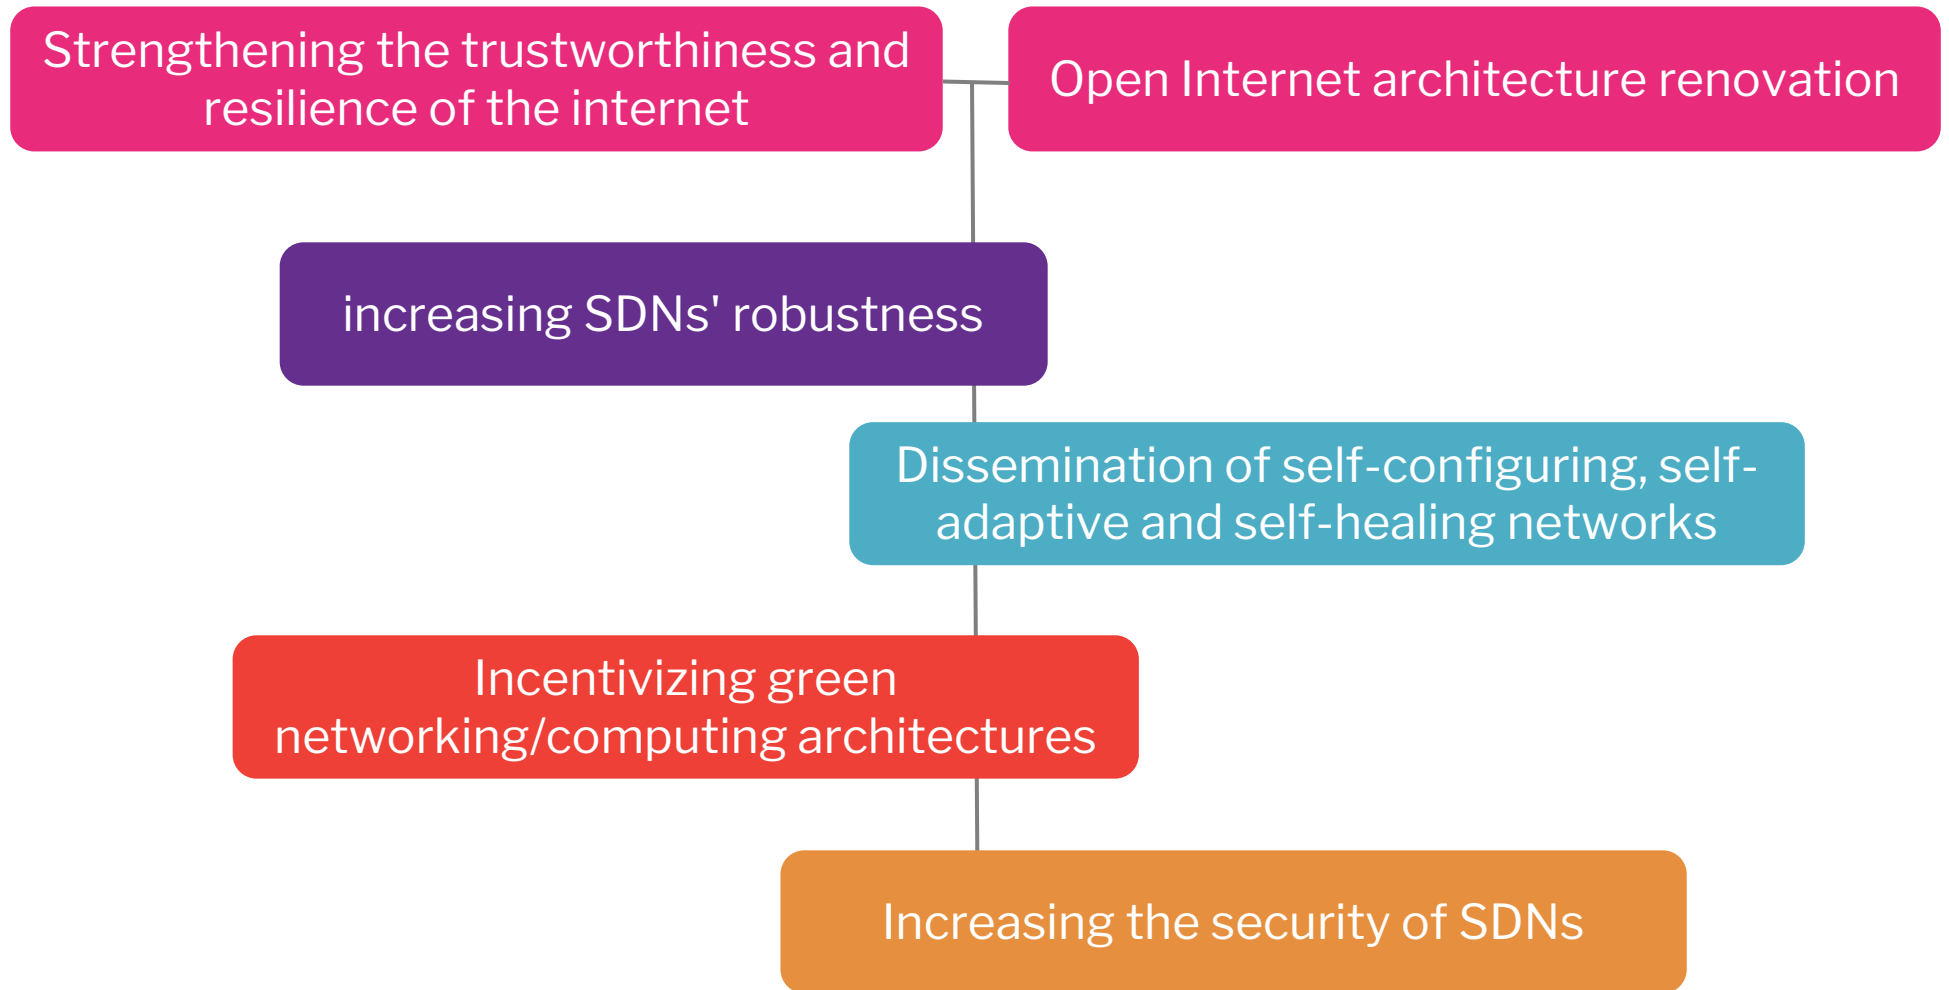 Strengthening the trustworthiness and
resilience of the internet
Open Internet architecture renovation
increasing SDNs' robustness
Dissemination of self-configuring, self-
adaptive and self-healing networks
Incentivizing green
networking/computing architectures
Increasing the security of SDNs